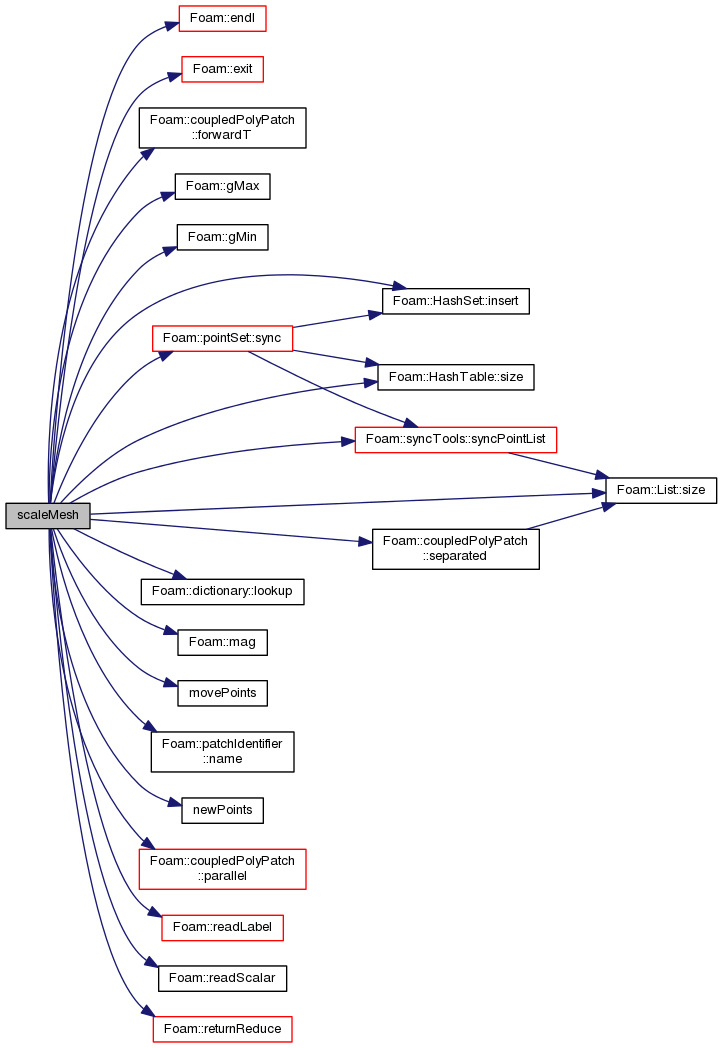 Foam::endl
Foam::exit
Foam::coupledPolyPatch
::forwardT
Foam::gMax
Foam::gMin
Foam::HashSet::insert
Foam::pointSet::sync
Foam::HashTable::size
Foam::syncTools::syncPointList
Foam::List::size
scaleMesh
Foam::coupledPolyPatch
::separated
Foam::dictionary::lookup
Foam::mag
movePoints
Foam::patchIdentifier
::name
newPoints
Foam::coupledPolyPatch
::parallel
Foam::readLabel
Foam::readScalar
Foam::returnReduce